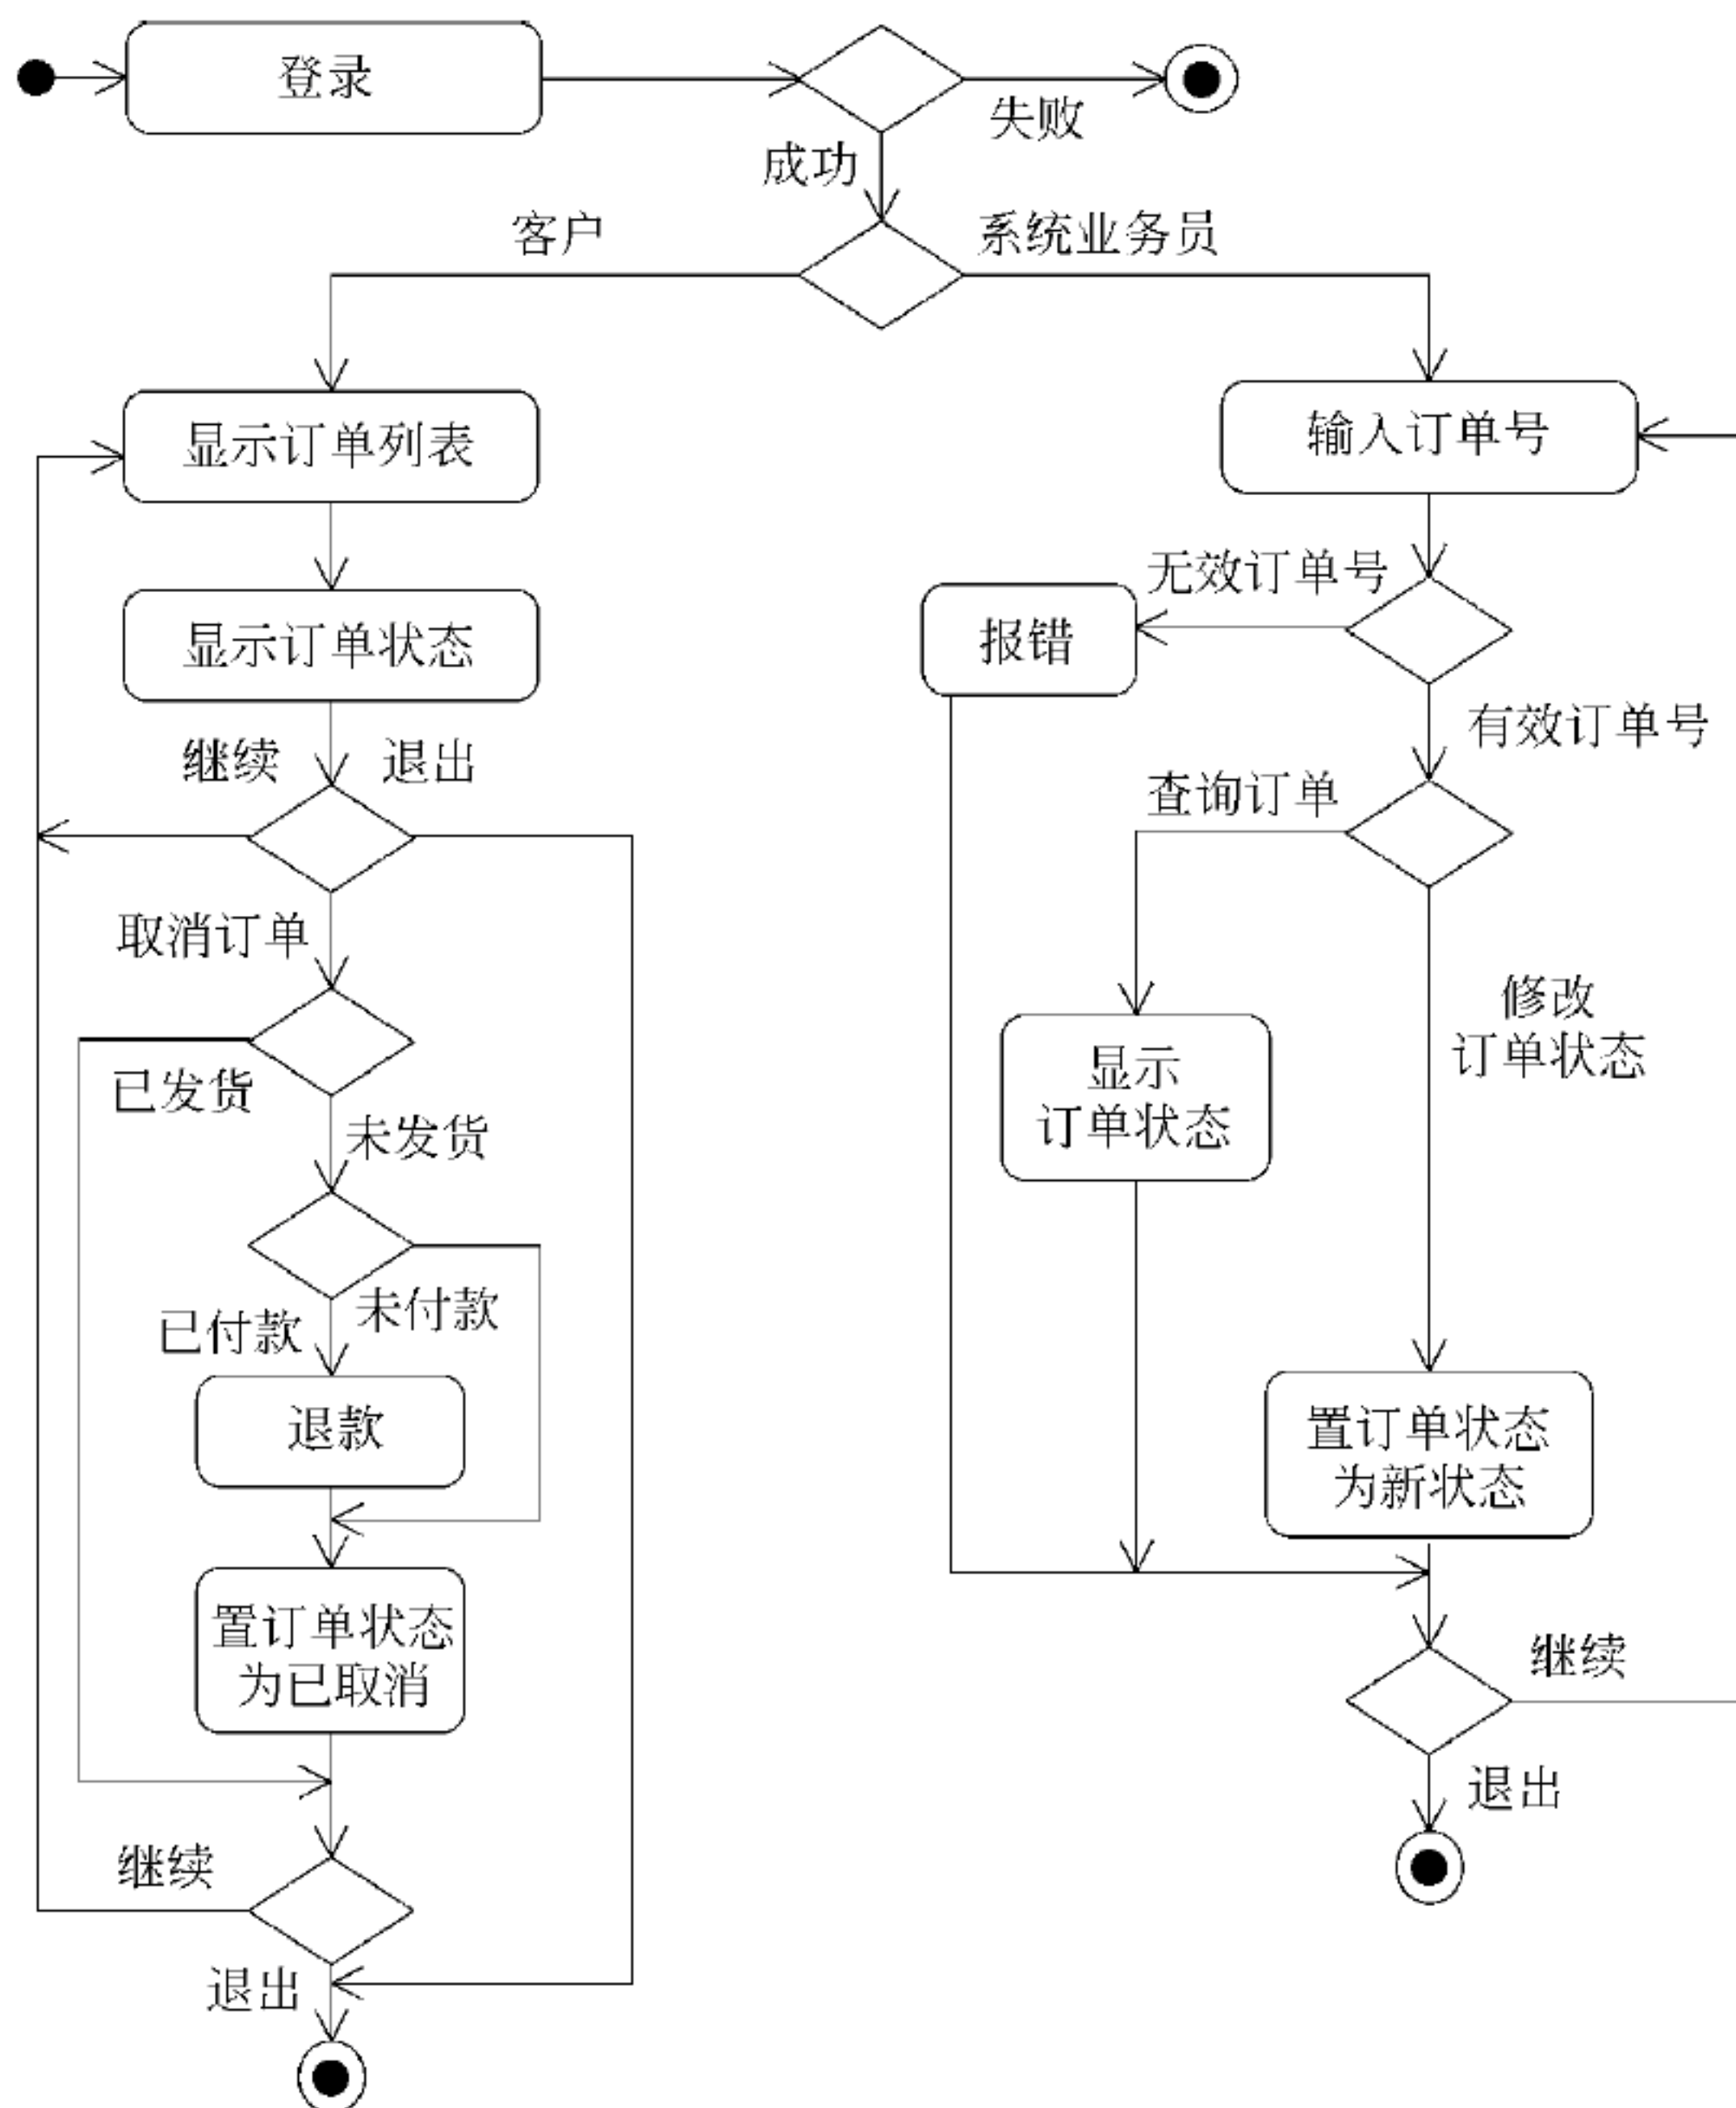 登录
失败
成功
客户
系统业务员
显示订单列表
输入订单号
无效订单号
报错
显示订单状态
有效订单号
继续
退出
查询订单
取消订单
修改
订单状态
显示
订单状态
已发货
未发货
未付款
已付款
退款
置订单状态
为新状态
置订单状态
为已取消
继续
退出
继续
退出